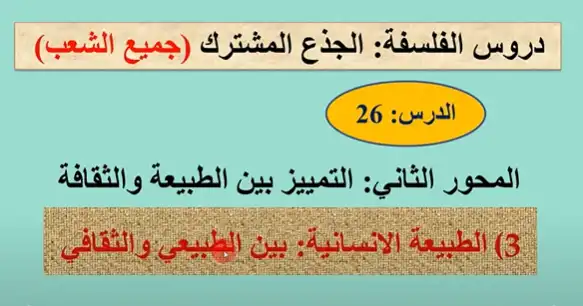 دروس الفلسفة: الجذع المشترك (جميع الشعب)
الدرس: 26
المحور الثاني: التمييز بين الطبيعة والثقافة
3) الطبيعة الانسانية: بين الطبيعي والثقافي